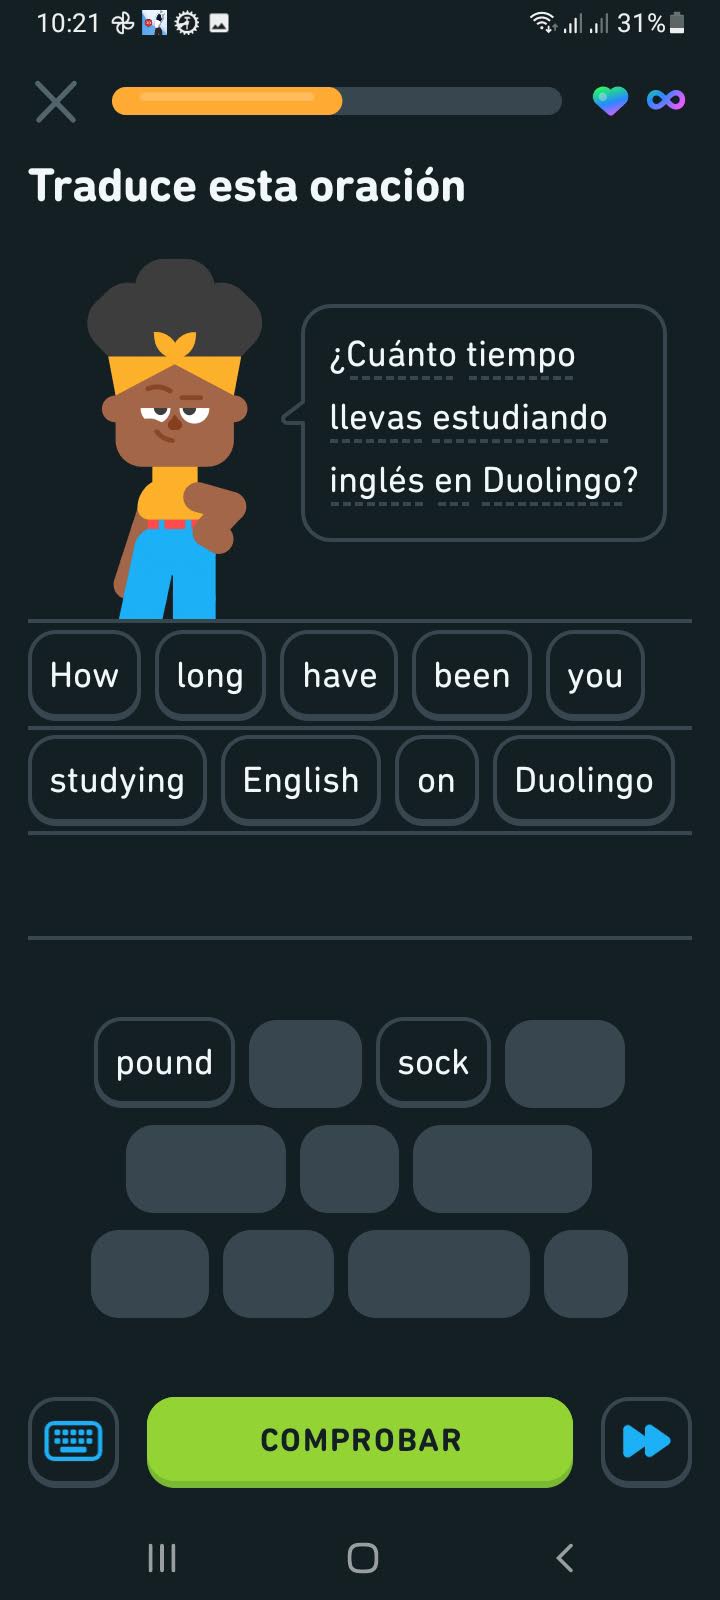 10:21 31%
Traduce esta oración
¿Cuánto tiempo
llevas estudiando
inglés en Duolingo?
How long have been you
studying English on Duolingo
pound sock
COMPROBAR